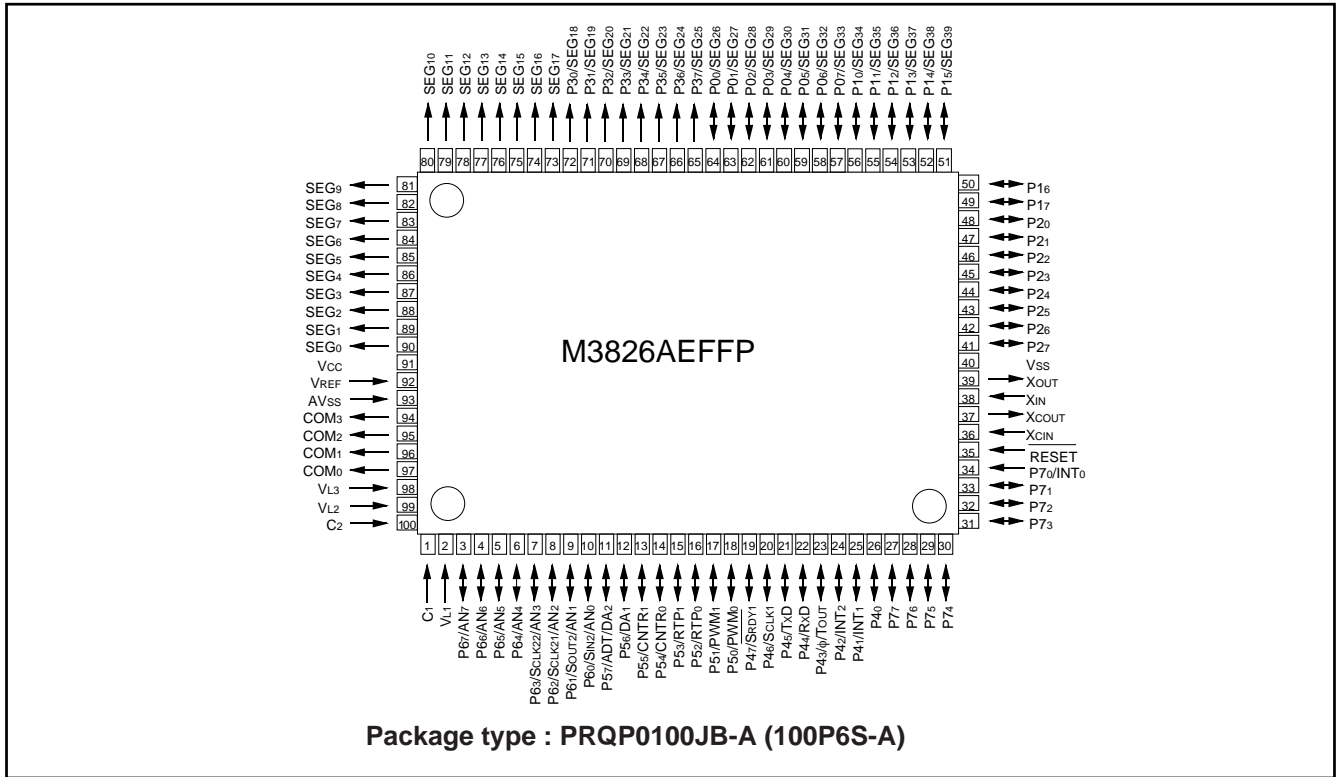 SEG10
SEG11
SEG12
SEG13
SEG14
SEG15
SEG16
SEG17
P30/SEG18
P31/SEG19
P32/SEG20
P33/SEG21
P34/SEG22
P35/SEG23
P36/SEG24
P37/SEG25
P00/SEG26
P01/SEG27
P02/SEG28
P03/SEG29
P04/SEG30
P05/SEG31
P06/SEG32
P07/SEG33
P10/SEG34
P11/SEG35
P12/SEG36
P13/SEG37
P14/SEG38
P15/SEG39
80 79 78 77 76 75 74 73 72 71 70 69 68 67 66 65 64 63 62 61 60 59 58 57 56 55 54 53 52 51
SEG9 81
SEG8 82
SEG7 83
SEG6 84
SEG5 85
SEG4 86
SEG3 87
SEG2 88
SEG1 89
SEG0 90
VCC 91
VREF 92
AVSS 93
COM3 94
COM2 95
COM1 96
COM0 97
VL3 98
VL2 99
C2 100
M3826AEFFP
50 P16
49 P17
48 P20
47 P21
46 P22
45 P23
44 P24
43 P25
42 P26
41 P27
40 VSS
39 XOUT
38 XIN
37 XCOUT
36 XCIN
35 RESET
34 P70/INT0
33 P71
32 P72
31 P73
1 2 3 4 5 6 7 8 9 10 11 12 13 14 15 16 17 18 19 20 21 22 23 24 25 26 27 28 29 30
C1
VL1
P67/AN7
P66/AN6
P65/AN5
P64/AN4
P63/SCLK22/AN3
P62/SCLK21/AN2
P61/SOUT2/AN1
P60/SIN2/AN0
P57/ADT/DA2
P56/DA1
P55/CNTR1
P54/CNTR0
P53/RTP1
P52/RTP0
P51/PWM1
P50/PWM0
P47/SRDY1
P46/SCLK1
P45/TxD
P44/RxD
P43/φ/TOUT
P42/INT2
P41/INT1
P40
P77
P76
P75
P74
Package type : PRQP0100JB-A (100P6S-A)